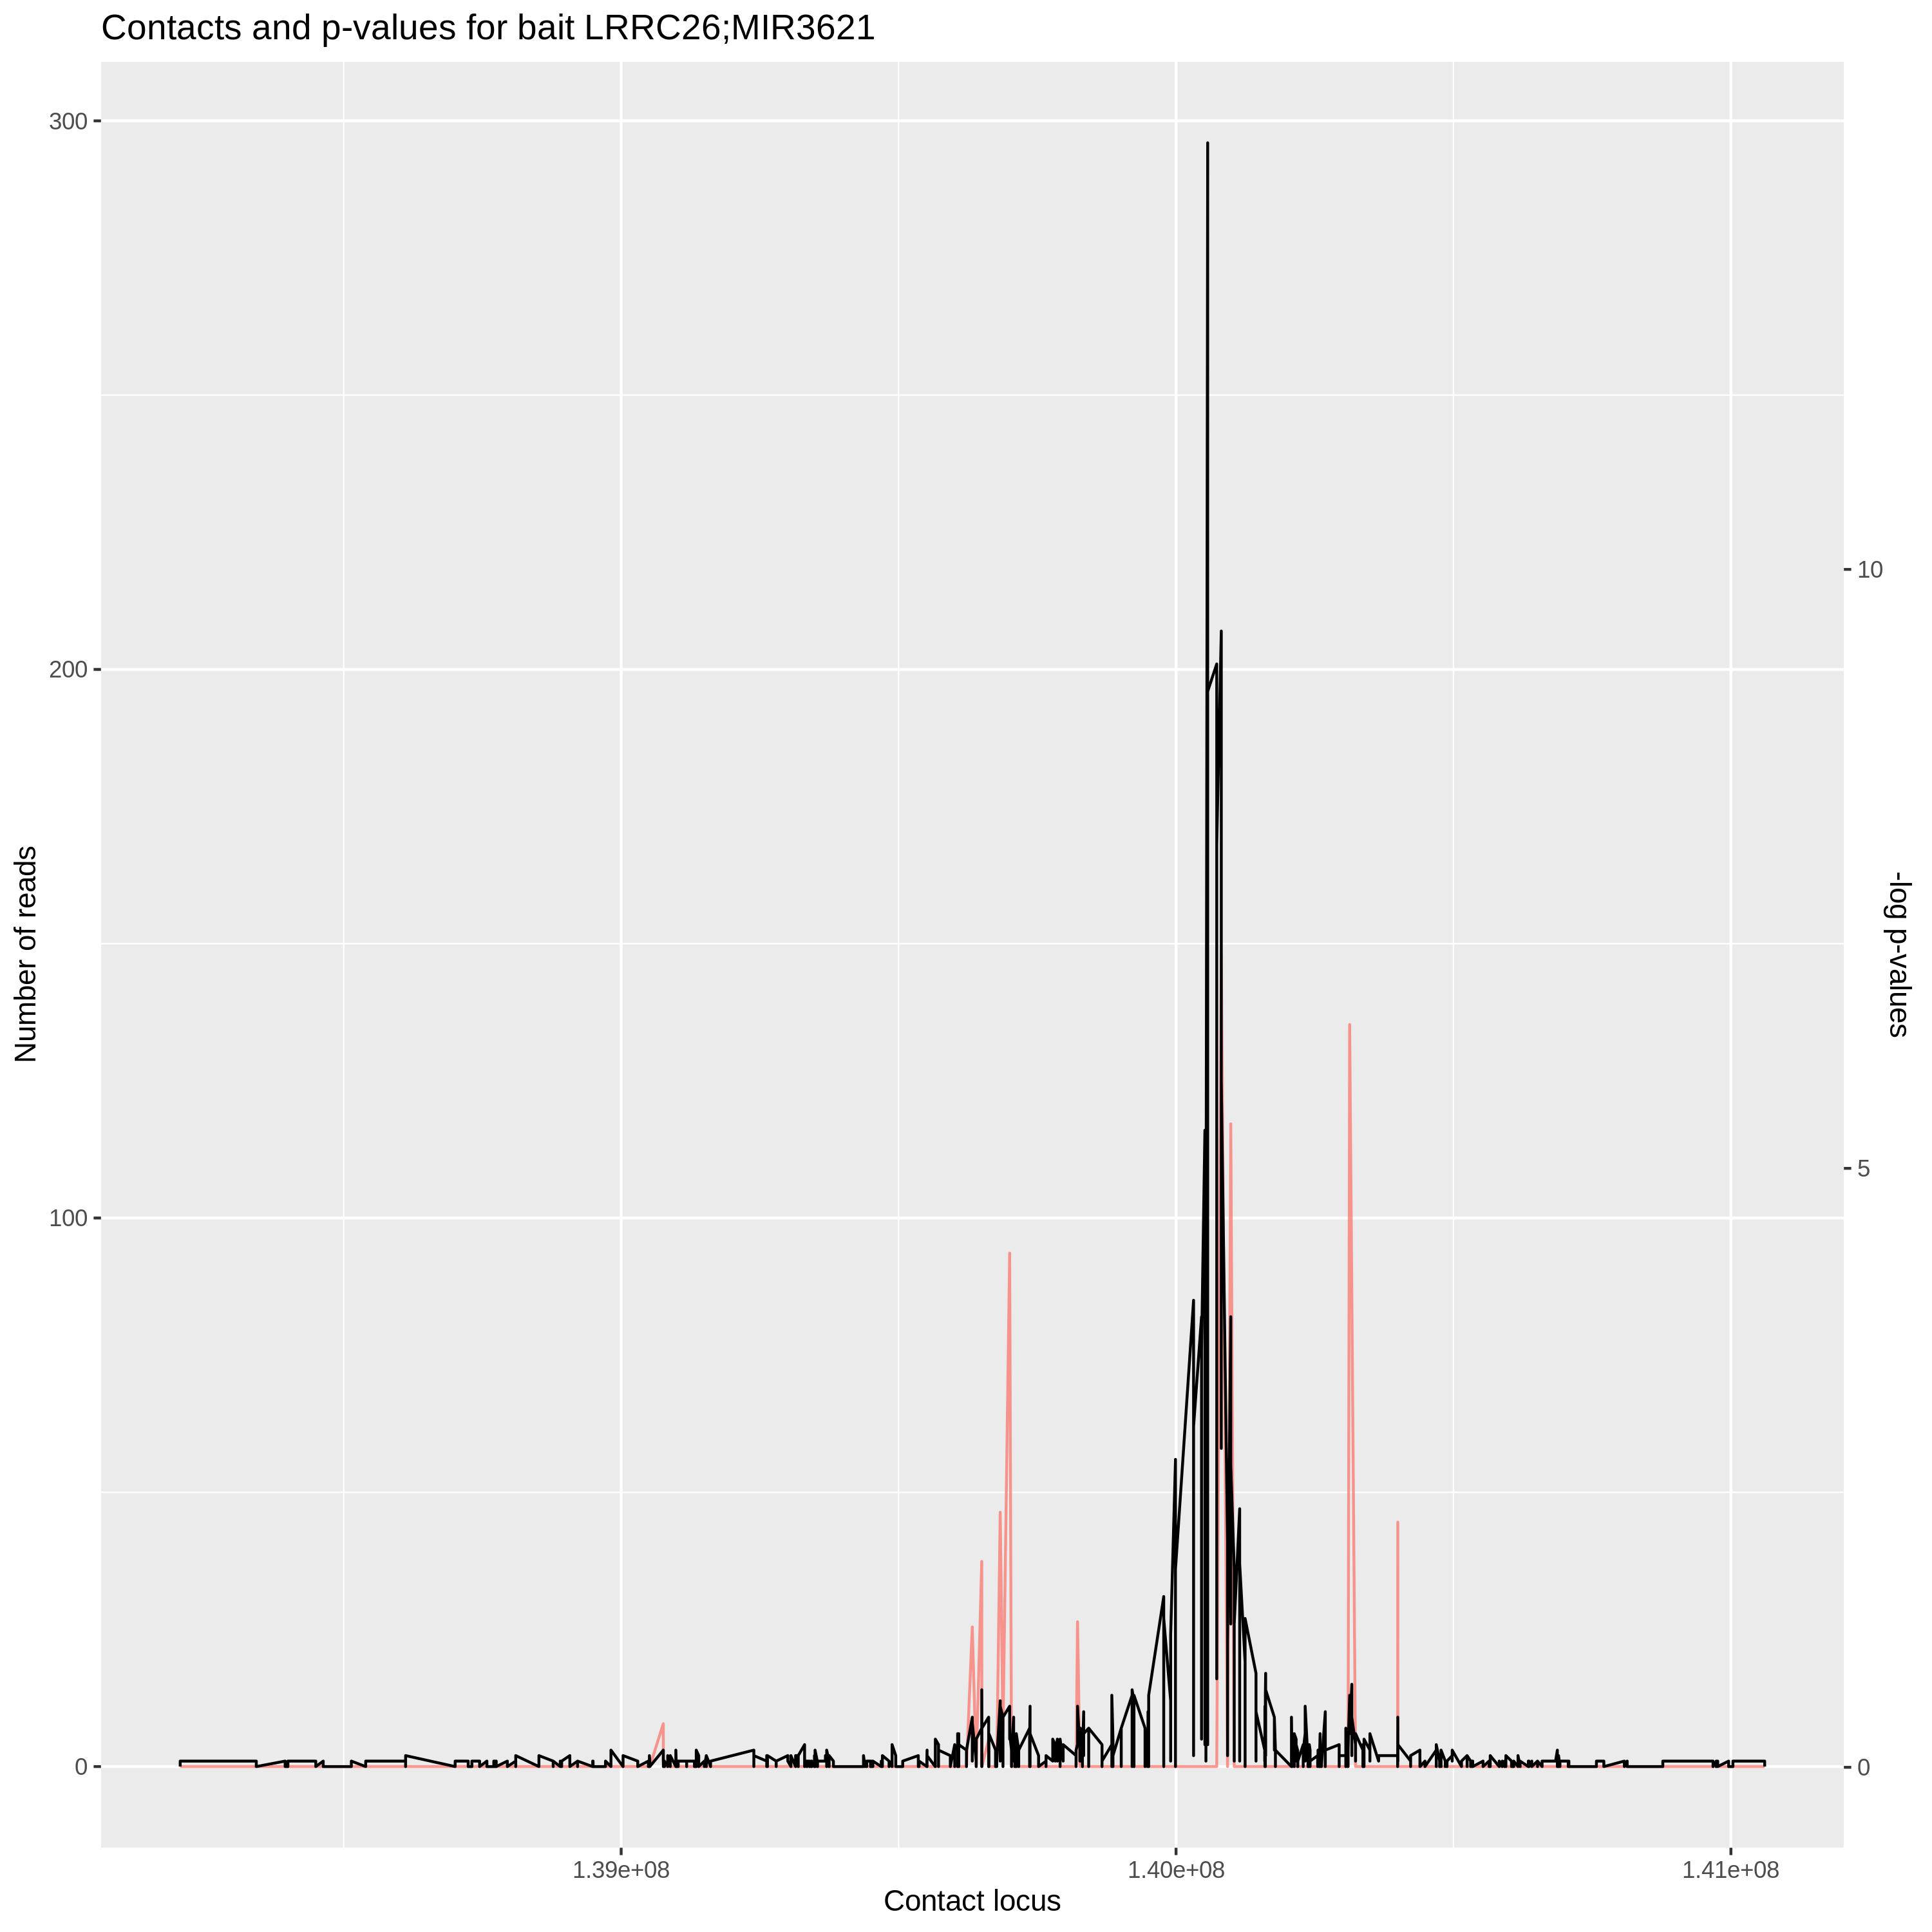 Contacts and p-values for bait LRRC26;MIR3621
300
200
100
0
Number of reads
10
5
0
-log p-values
1.39e+08
1.40e+08
1.41e+08
Contact locus